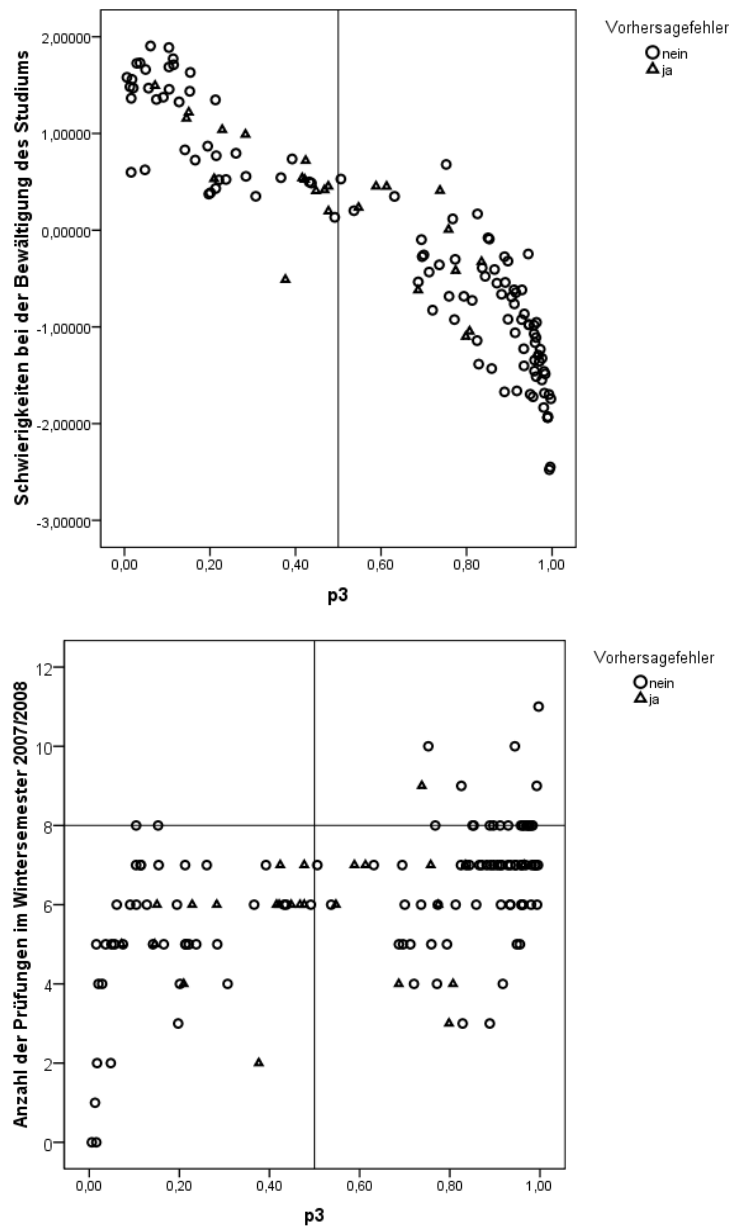 Vorhersagefehler
nein
ja
Schwierigkeiten bei der Bewältigung des Studiums
2,00000
1,00000
0,00000
-1,00000
-2,00000
-3,00000
0,00 0,20 0,40 0,60 0,80 1,00
p3
Vorhersagefehler
nein
ja
Anzahl der Prüfungen im Wintersemester 2007/2008
12
10
8
6
4
2
0
0,00 0,20 0,40 0,60 0,80 1,00
p3